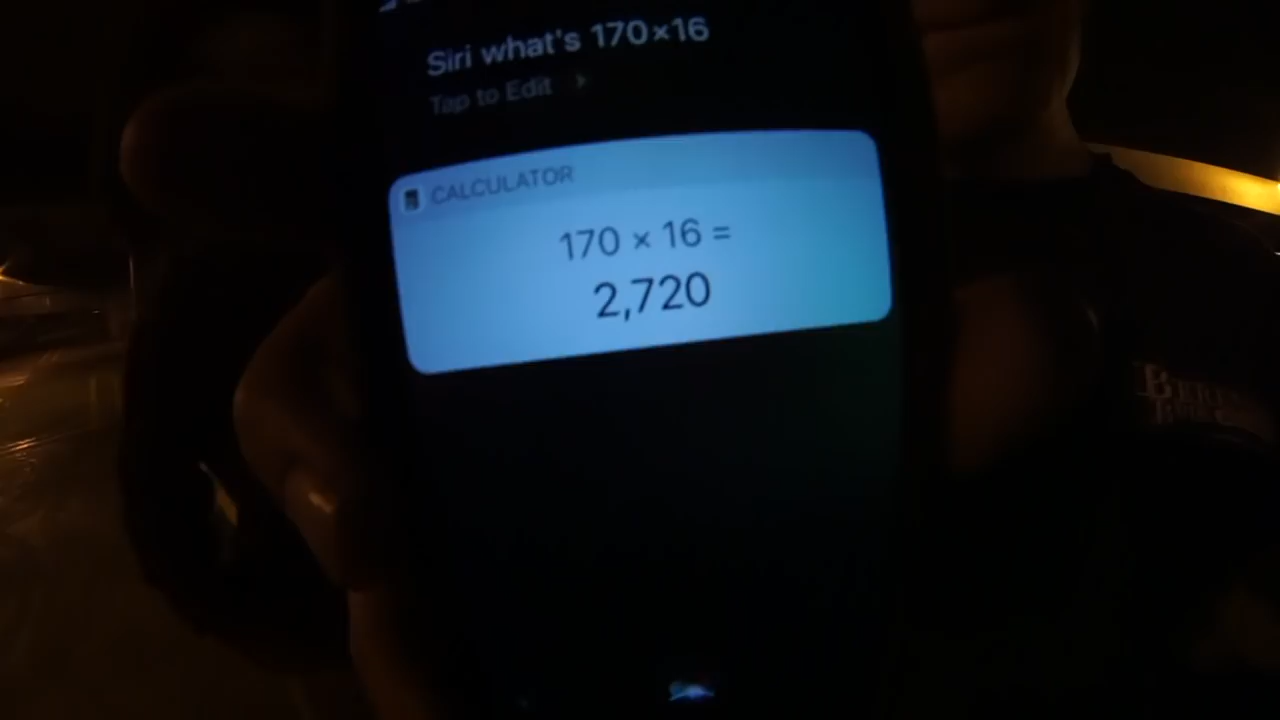 Siri what's 170×16
Tap to Edit >
CALCULATOR
170 × 16 =
2,720